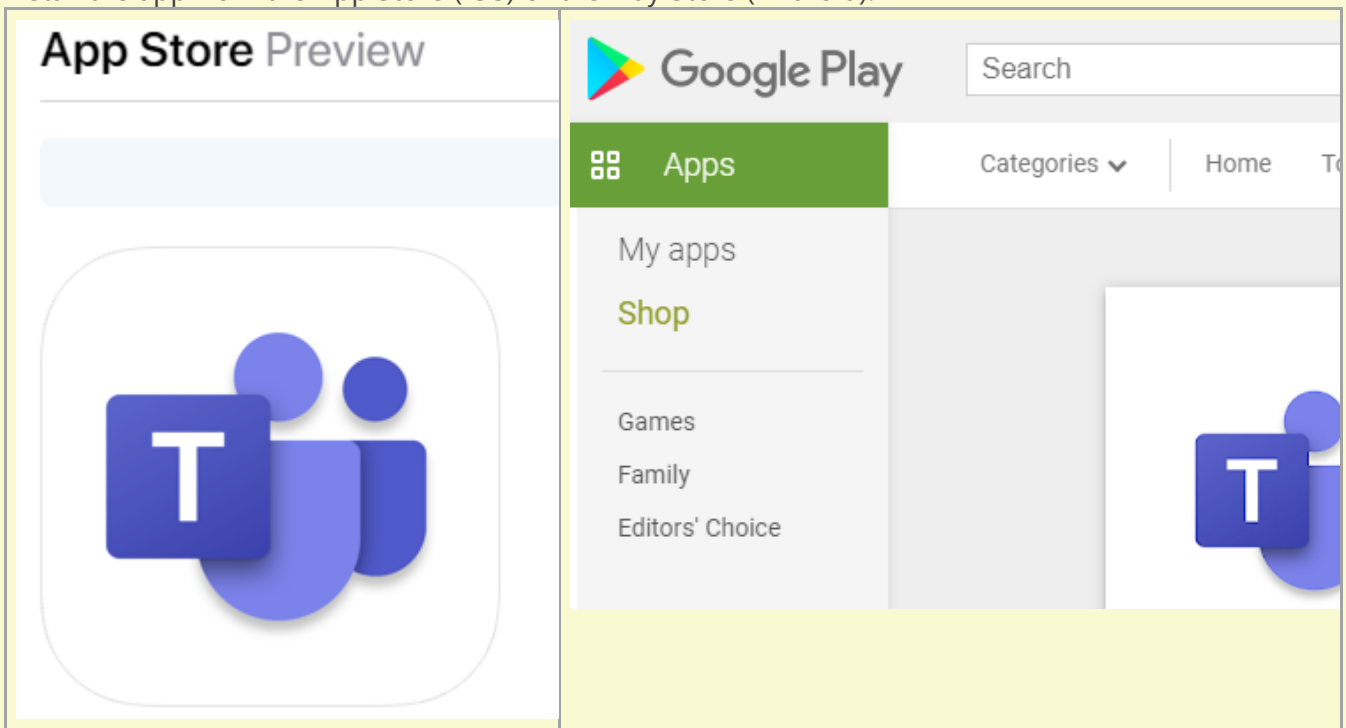 App Store Preview
T
Google Play
Search
Apps
Categories
Home
My apps
Shop
Games
Family
Editors' Choice
T